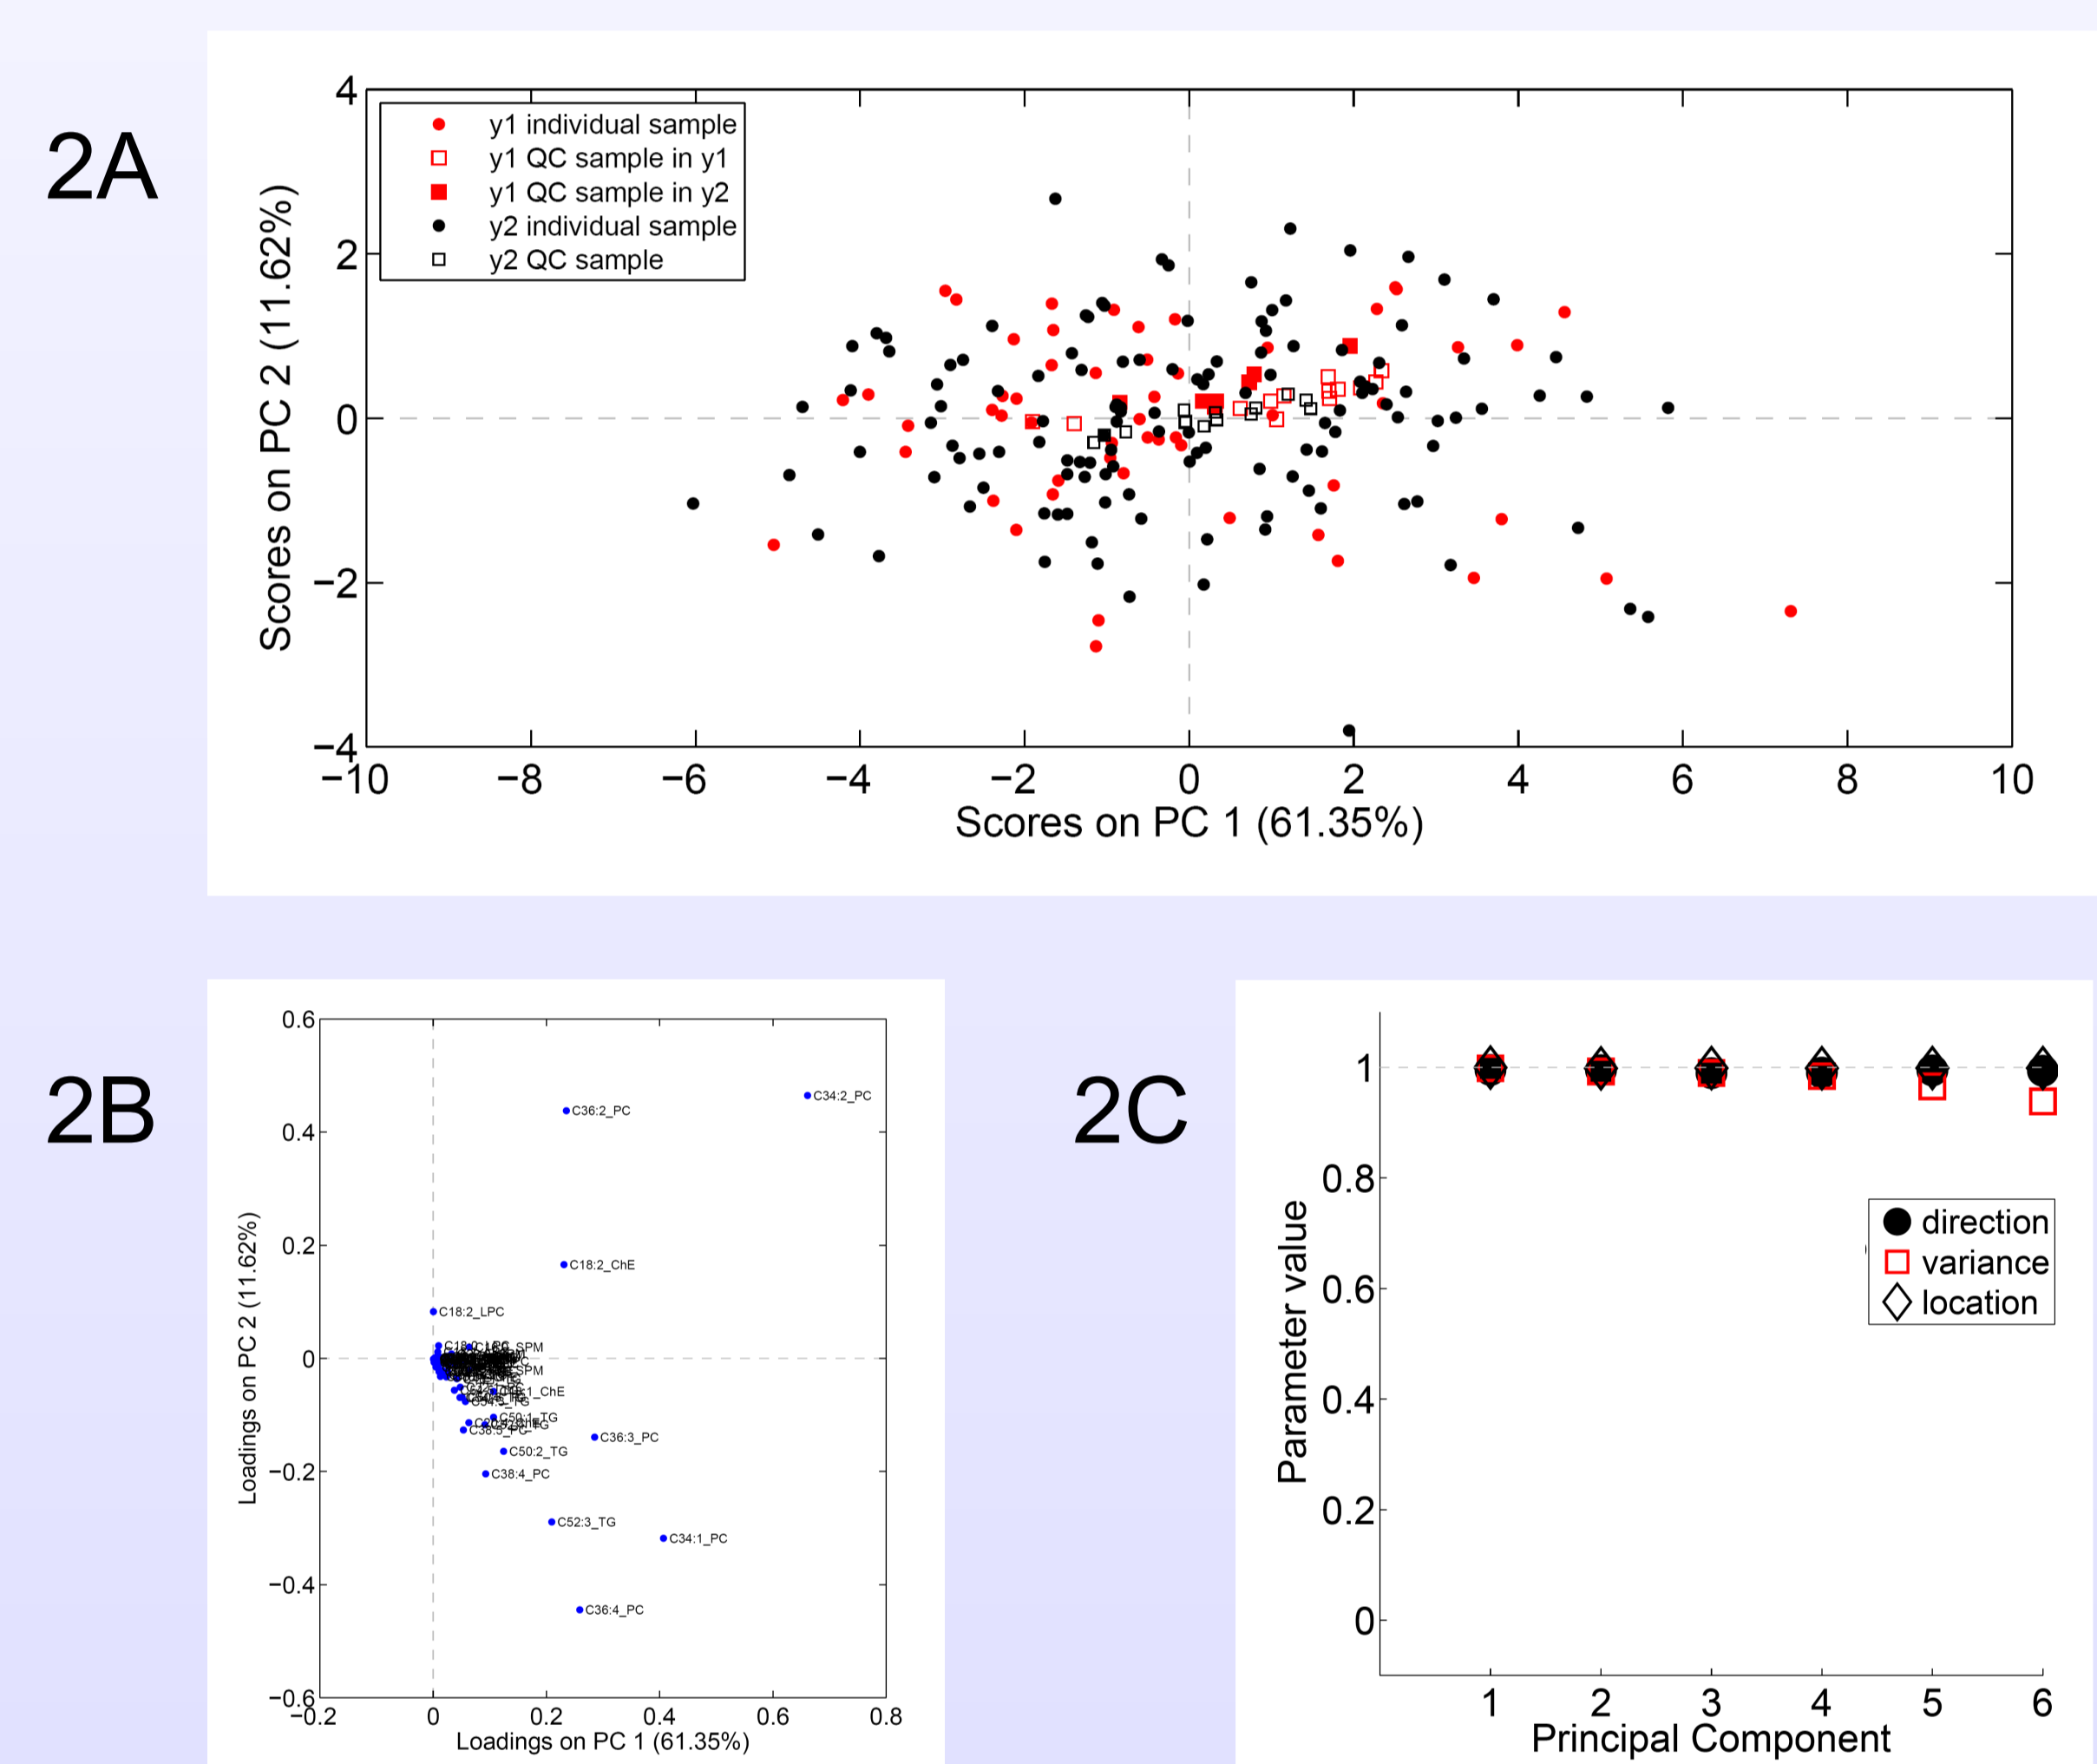 2A
4
2
0
−2
−4
Scores on PC 2 (11.62%)
y1 individual sample
y1 QC sample in y1
y1 QC sample in y2
y2 individual sample
y2 QC sample
−10 −8 −6 −4 −2 0 2 4 6 8 10
Scores on PC 1 (61.35%)
2B
0.6
0.4
0.2
0
−0.2
−0.4
−0.6
Loadings on PC 2 (11.62%)
C34:2_PC
C36:2_PC
C18:2_ChE
C18:2_LPC
C50:1_TG
C36:3_PC
C50:2_TG
C38:4_PC
C52:3_TG
C34:1_PC
C36:4_PC
−0.2 0 0.2 0.4 0.6 0.8
Loadings on PC 1 (61.35%)
2C
1
0.8
0.6
0.4
0.2
0
Parameter value
direction
variance
location
1 2 3 4 5 6
Principal Component